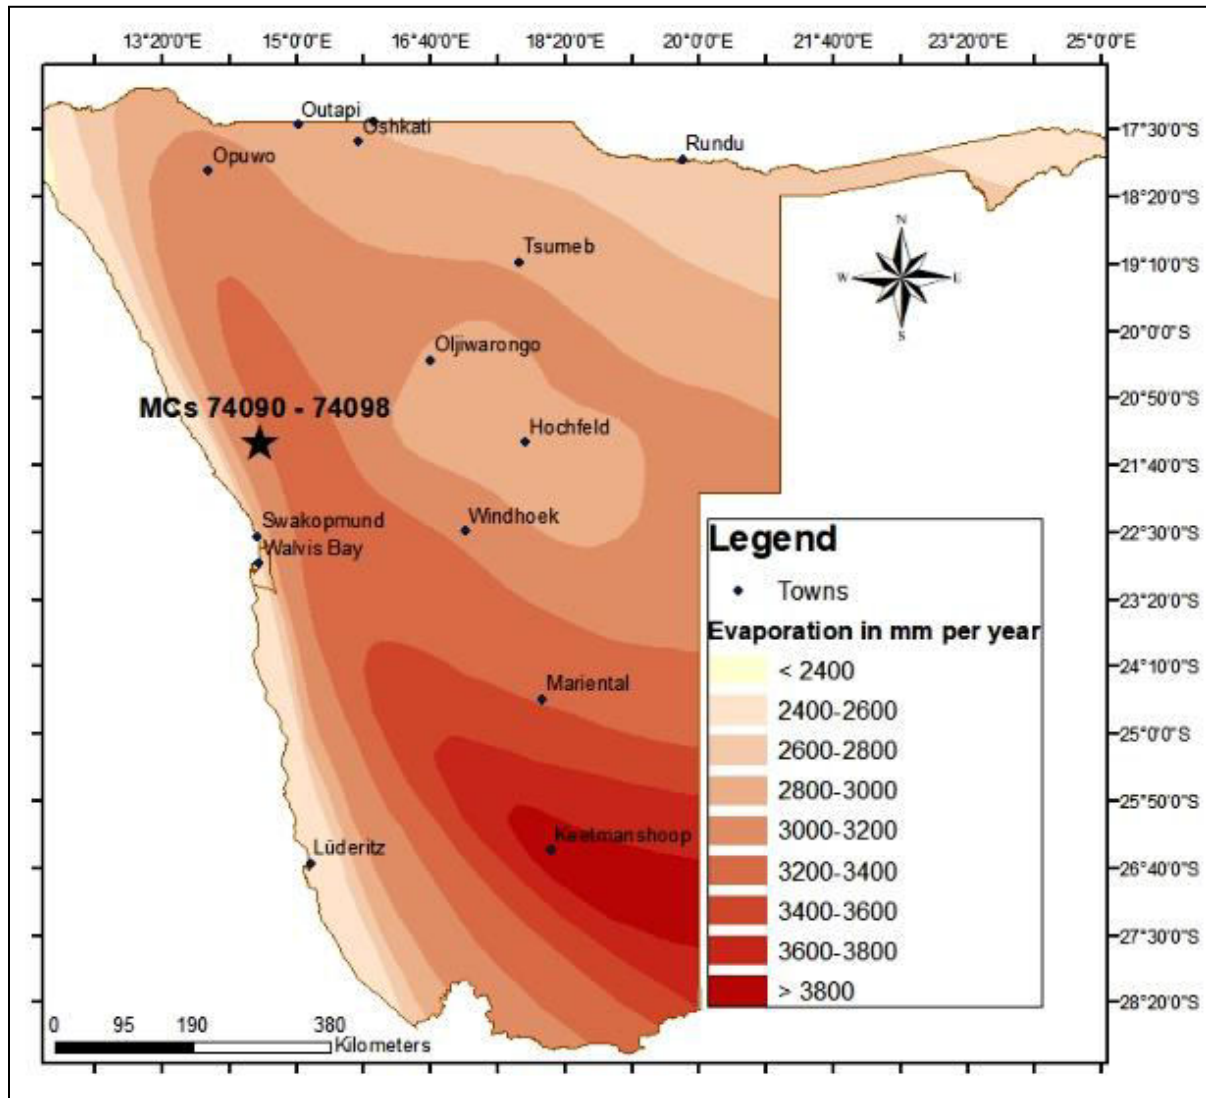 13°20'0"E 15°0'0"E 16°40'0"E 18°20'0"E 20°0'0"E 21°40'0"E 23°20'0"E 25°0'0"E
Outapi
Oshkati
Rundu
Opuwo
Tsumeb
Oljiwarongo
MCs 74090 - 74098
Hochfeld
Swakopmund
Windhoek
Walvis Bay
Mariental
Keetmanshoop
Lüderitz
N
W
E
S
17°30'0"S
18°20'0"S
19°10'0"S
20°0'0"S
20°50'0"S
21°40'0"S
22°30'0"S
23°20'0"S
24°10'0"S
25°0'0"S
25°50'0"S
26°40'0"S
27°30'0"S
28°20'0"S
Legend
Towns
Evaporation in mm per year
< 2400
2400-2600
2600-2800
2800-3000
3000-3200
3200-3400
3400-3600
3600-3800
> 3800
0 95 190 380
Kilometers